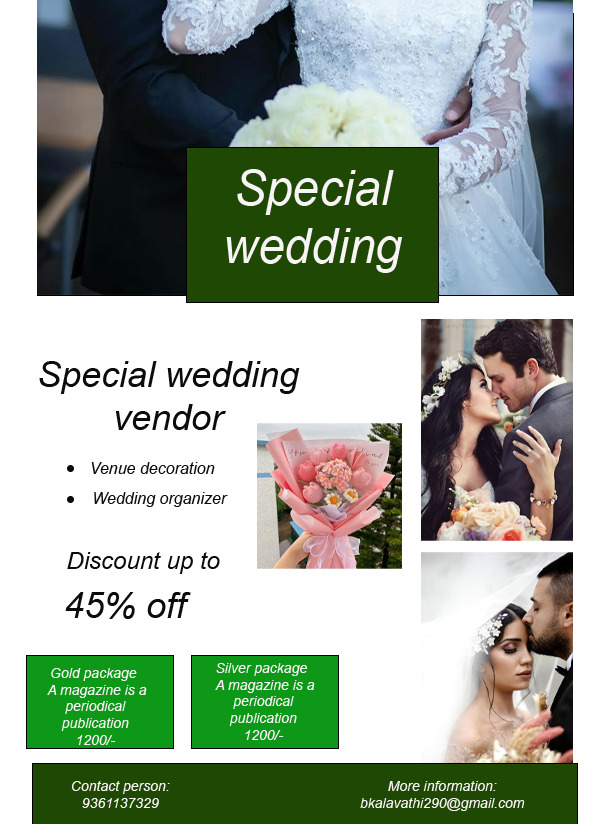 Special
wedding
Special wedding
vendor
● Venue decoration
● Wedding organizer
Discount up to
45% off
Gold package
A magazine is a
periodical
publication
1200/-
Silver package
A magazine is a
periodical
publication
1200/-
Contact person:
9361137329
More information:
bkalavathi290@gmail.com